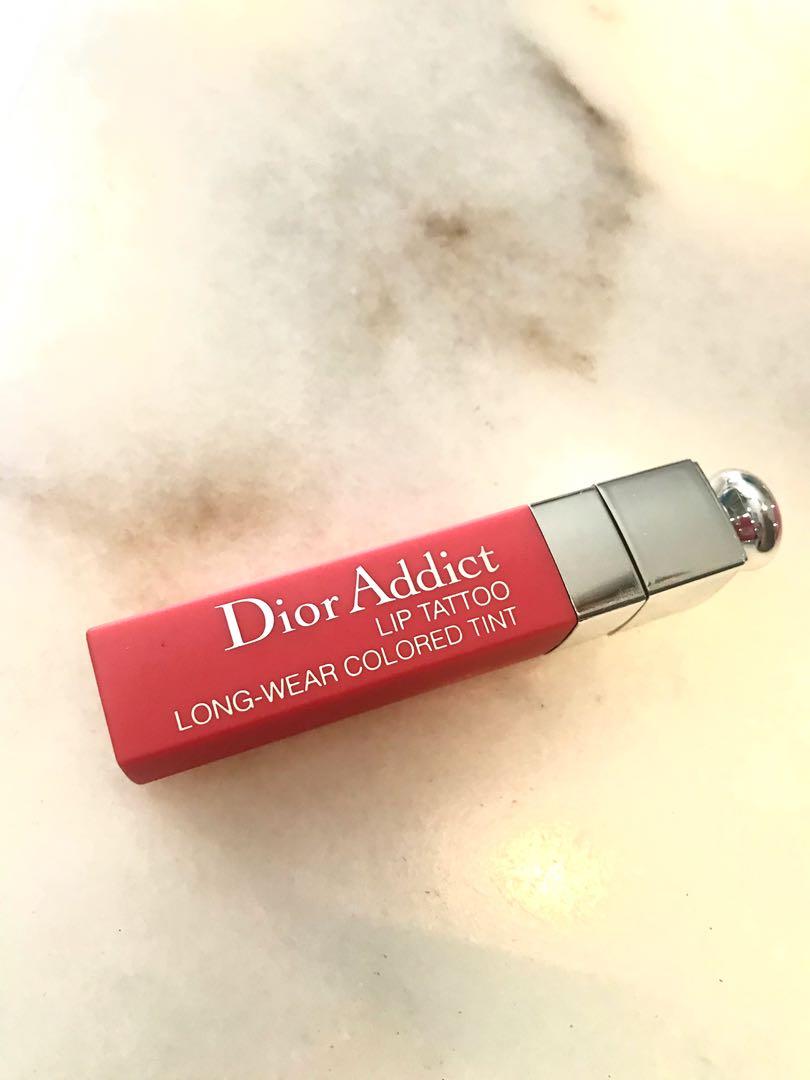 Dior Addict
LIP TATTOO
LONG-WEAR COLORED TINT